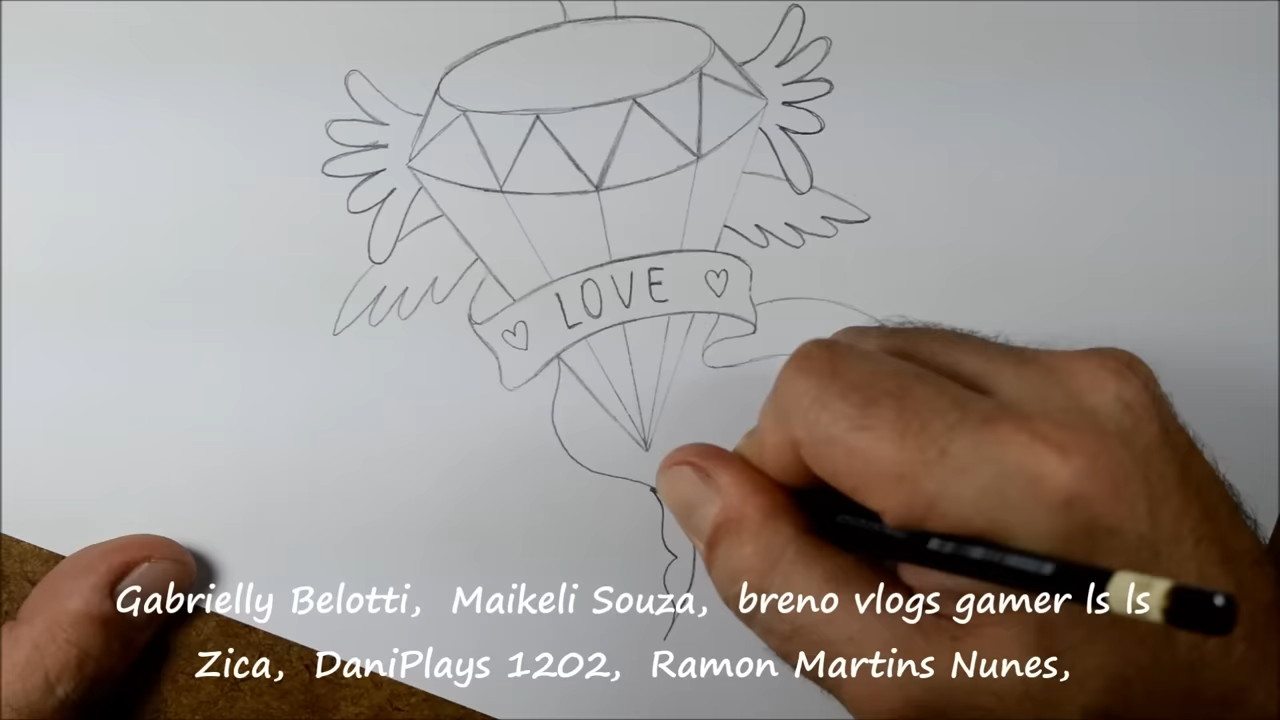 LOVE
Gabrielly Belotti, Maikeli Souza, breno vlogs gamer ls ls
Zica, DaniPlays 1202, Ramon Martins Nunes,